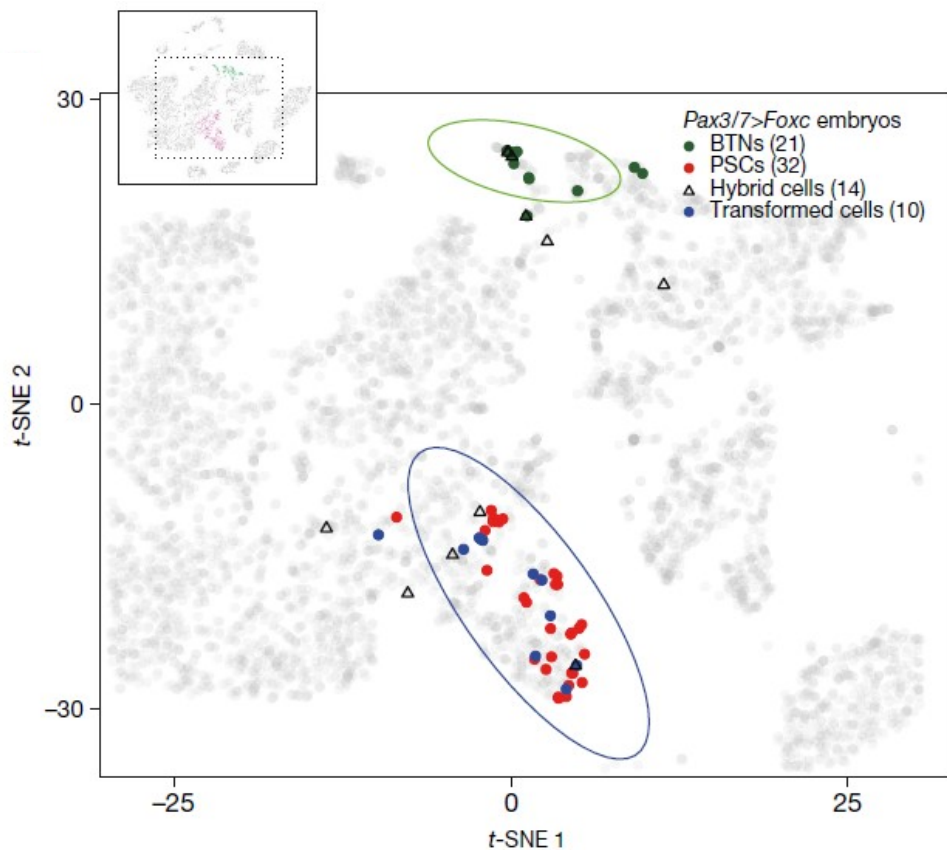 30
Pax3/7>Foxc embryos
BTNs (21)
PSCs (32)
Hybrid cells (14)
Transformed cells (10)
t-SNE 2
0
−30
−25
0
25
t-SNE 1